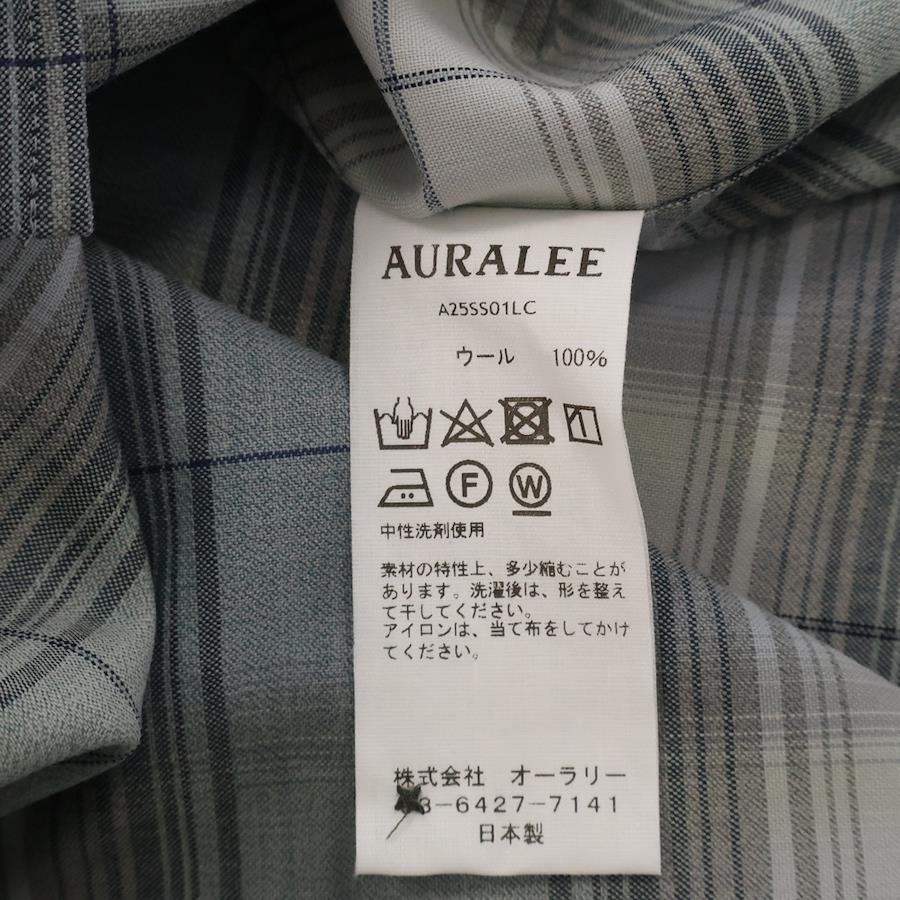 AURALEE
A25SS01LC
ウール 100%
F W
中性洗剤使用
素材の特性上、多少縮むことが
あります。洗濯後は、形を整え
て干してください。
アイロンは、当て布をしてかけ
てください。
株式会社 オーラリー
3-6427-7141
日本製